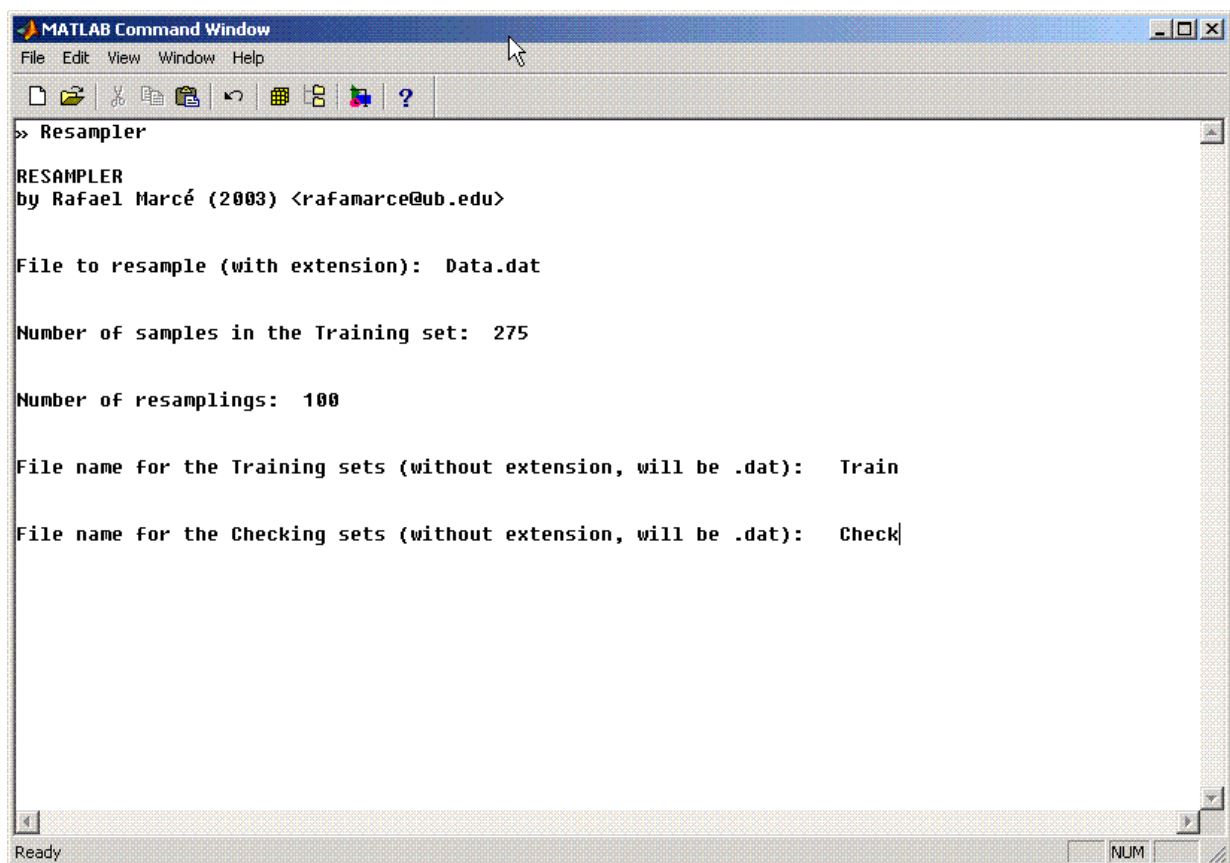 MATLAB Command Window
File Edit View Window Help
?
» Resampler
RESAMPLER
by Rafael Marcé (2003) <rafamarce@ub.edu>
File to resample (with extension): Data.dat
Number of samples in the Training set: 275
Number of resamplings: 100
File name for the Training sets (without extension, will be .dat): Train
File name for the Checking sets (without extension, will be .dat): Check
Ready NUM